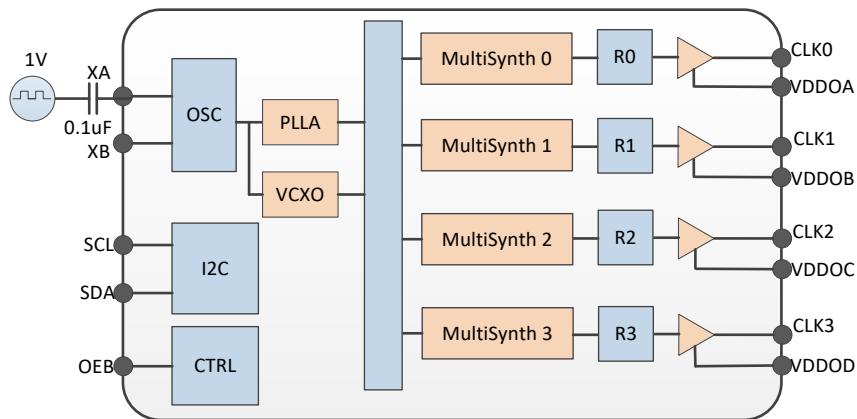 1V
XA
0.1uF
XB
SCL
SDA
OEB
OSC
PLLA
VCXO
I2C
CTRL
MultiSynth 0
R0
CLK0
VDDOA
MultiSynth 1
R1
CLK1
VDDOB
MultiSynth 2
R2
CLK2
VDDOC
MultiSynth 3
R3
CLK3
VDDOD